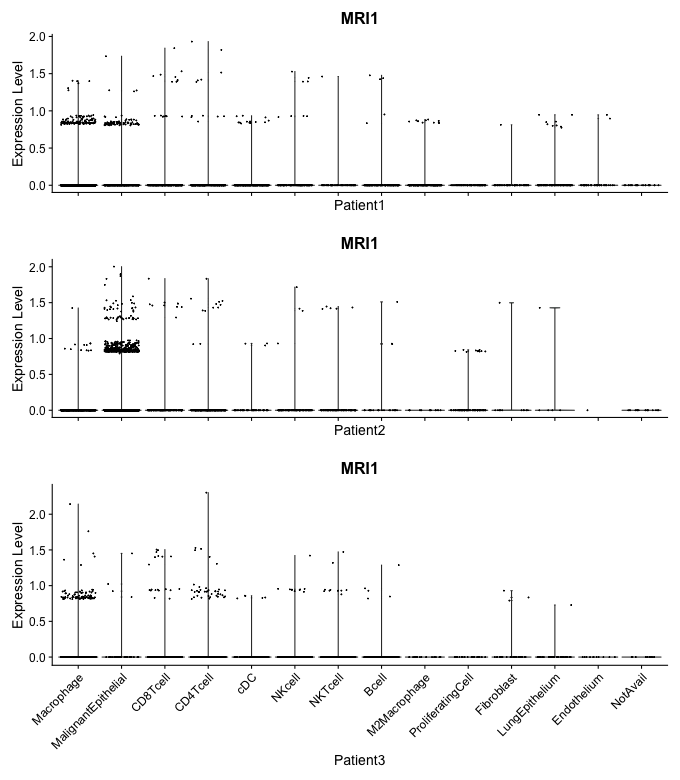 MRI1
Expression Level
2.0
1.5
1.0
0.5
0.0
Patient1
MRI1
Expression Level
2.0
1.5
1.0
0.5
0.0
Patient2
MRI1
Expression Level
2.0
1.5
1.0
0.5
0.0
Macrophage
MalignantEpithelial
CD8Tcell
CD4Tcell
cDC
NKcell
NKTcell
Bcell
M2Macrophage
ProliferatingCell
Fibroblast
LungEpithelium
Endothelium
NotAvail
Patient3